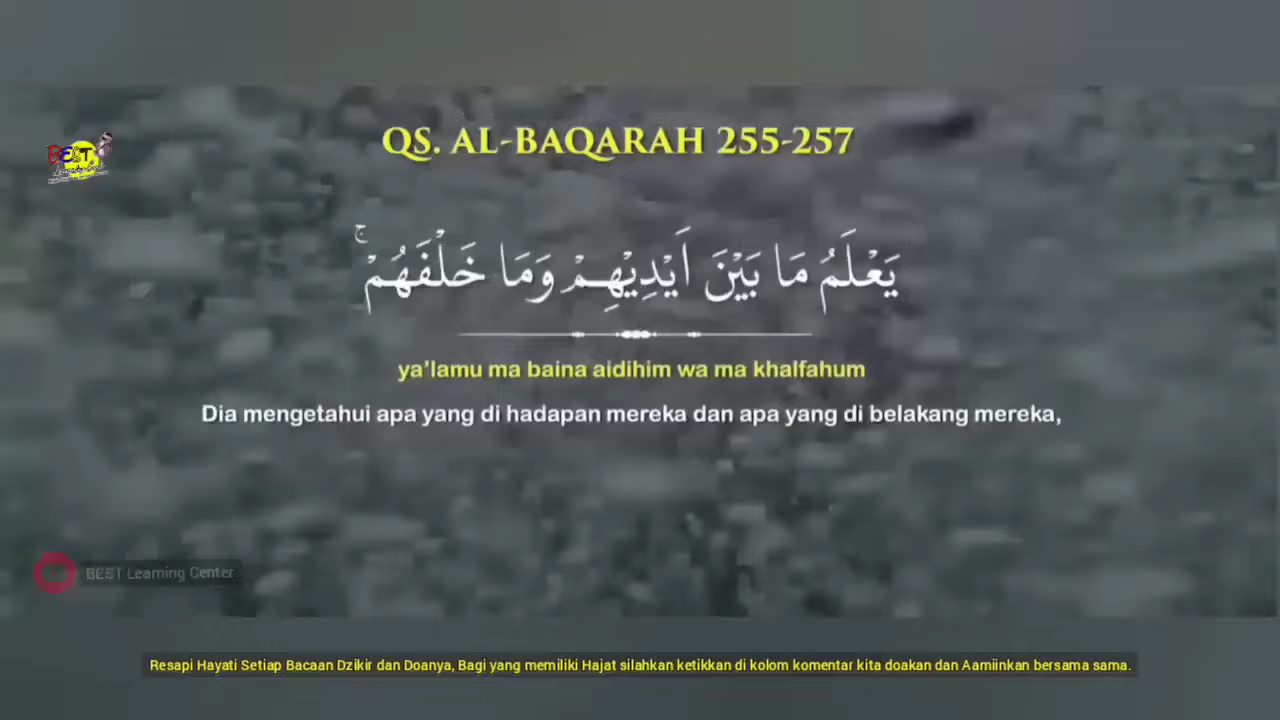 QS. AL-BAQARAH 255-257
BEST
يَعْلَمُ مَا بَيْنَ اَيْدِيْهِمْ وَمَا خَلْفَهُمْۚ
ya’lamu ma baina aidihim wa ma khalfahum
Dia mengetahui apa yang di hadapan mereka dan apa yang di belakang mereka,
BEST Learning Center
Resapi Hayati Setiap Bacaan Dzikir dan Doanya, Bagi yang memiliki Hajat silahkan ketikkan di kolom komentar kita doakan dan Aamiinkan bersama sama.